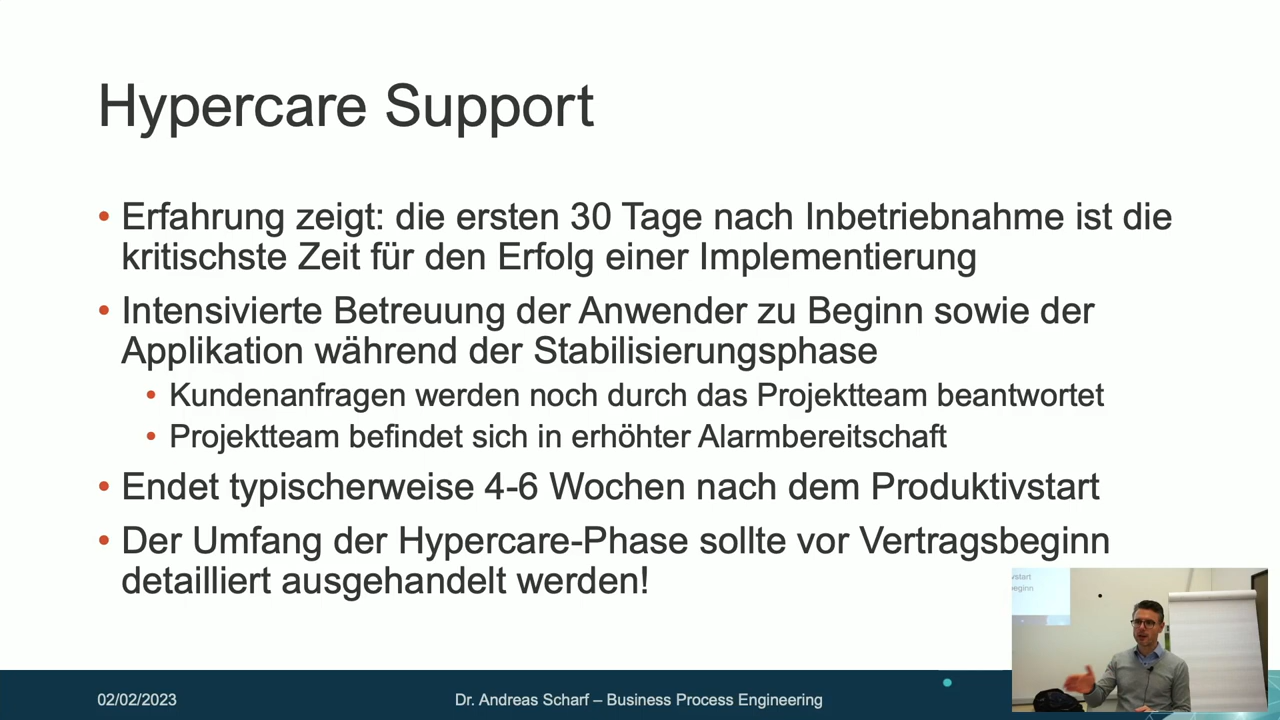 Hypercare Support
• Erfahrung zeigt: die ersten 30 Tage nach Inbetriebnahme ist die
kritischste Zeit für den Erfolg einer Implementierung
• Intensivierte Betreuung der Anwender zu Beginn sowie der
Applikation während der Stabilisierungsphase
• Kundenanfragen werden noch durch das Projektteam beantwortet
• Projektteam befindet sich in erhöhter Alarmbereitschaft
• Endet typischerweise 4-6 Wochen nach dem Produktivstart
• Der Umfang der Hypercare-Phase sollte vor Vertragsbeginn
detailliert ausgehandelt werden!
02/02/2023
Dr. Andreas Scharf – Business Process Engineering